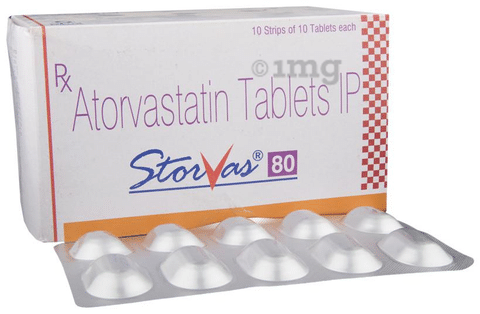 10 Strips of 10 Tablets each
© 1mg
Rx
Atorvastatin Tablets IP
Storvas® 80